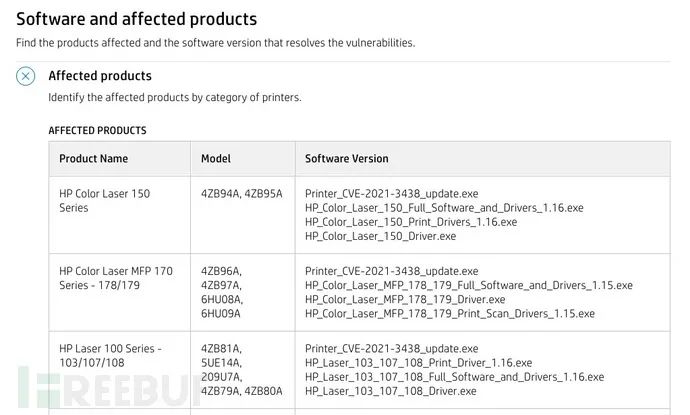 Software and affected products
Find the products affected and the software version that resolves the vulnerabilities.
Affected products
Identify the affected products by category of printers.
AFFECTED PRODUCTS
Product Name
Model
Software Version
HP Color Laser 150
Series
4ZB94A, 4ZB95A
Printer_CVE-2021-3438_update.exe
HP_Color_Laser_150_Full_Software_and_Drivers_1.16.exe
HP_Color_Laser_150_Print_Drivers_1.16.exe
HP_Color_Laser_150_Driver.exe
HP Color Laser MFP 170
Series - 178/179
4ZB96A,
4ZB97A,
6HU08A,
6HU09A
Printer_CVE-2021-3438_update.exe
HP_Color_Laser_MFP_178_179_Full_Software_and_Drivers_1.15.exe
HP_Color_Laser_MFP_178_179_Driver.exe
HP_Color_Laser_MFP_178_179_Print_Scan_Drivers_1.15.exe
HP Laser 100 Series -
103/107/108
4ZB81A,
5UE14A,
209U7A,
4ZB79A, 4ZB80A
Printer_CVE-2021-3438_update.exe
HP_Laser_103_107_108_Print_Driver_1.16.exe
HP_Laser_103_107_108_Full_Software_and_Drivers_1.16.exe
HP_Laser_103_107_108_Driver.exe
FREEBUF